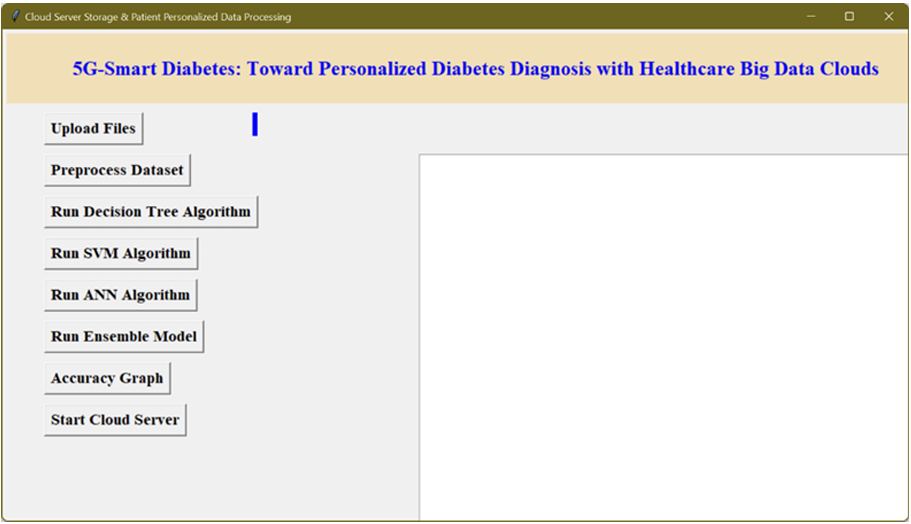 Cloud Server Storage & Patient Personalized Data Processing
5G-Smart Diabetes: Toward Personalized Diabetes Diagnosis with Healthcare Big Data Clouds
Upload Files
Preprocess Dataset
Run Decision Tree Algorithm
Run SVM Algorithm
Run ANN Algorithm
Run Ensemble Model
Accuracy Graph
Start Cloud Server